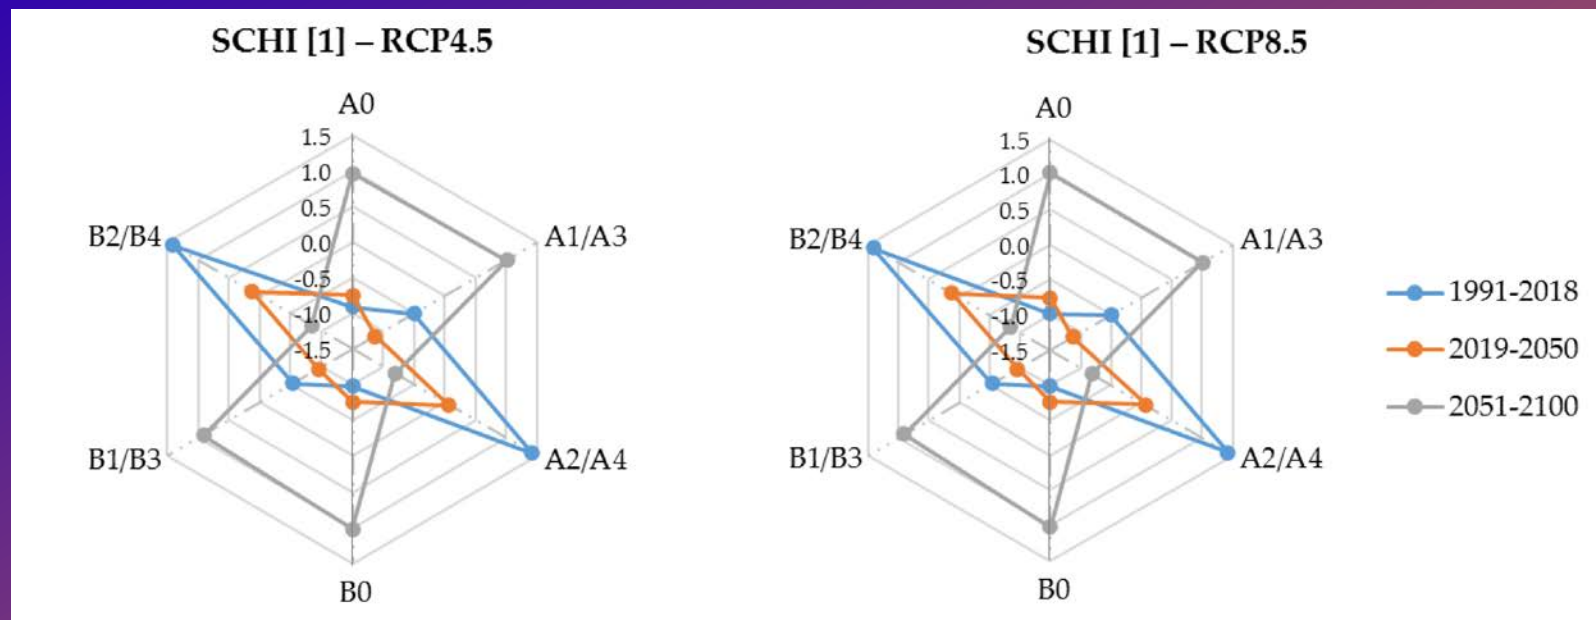 SCHI [1] – RCP4.5
A0
1.5
1.0
0.5
0.0
-0.5
-1.0
-1.5
A1/A3
A2/A4
B0
B1/B3
B2/B4
SCHI [1] – RCP8.5
A0
1.5
1.0
0.5
0.0
-0.5
-1.0
-1.5
A1/A3
A2/A4
B0
B1/B3
B2/B4
1991-2018
2019-2050
2051-2100